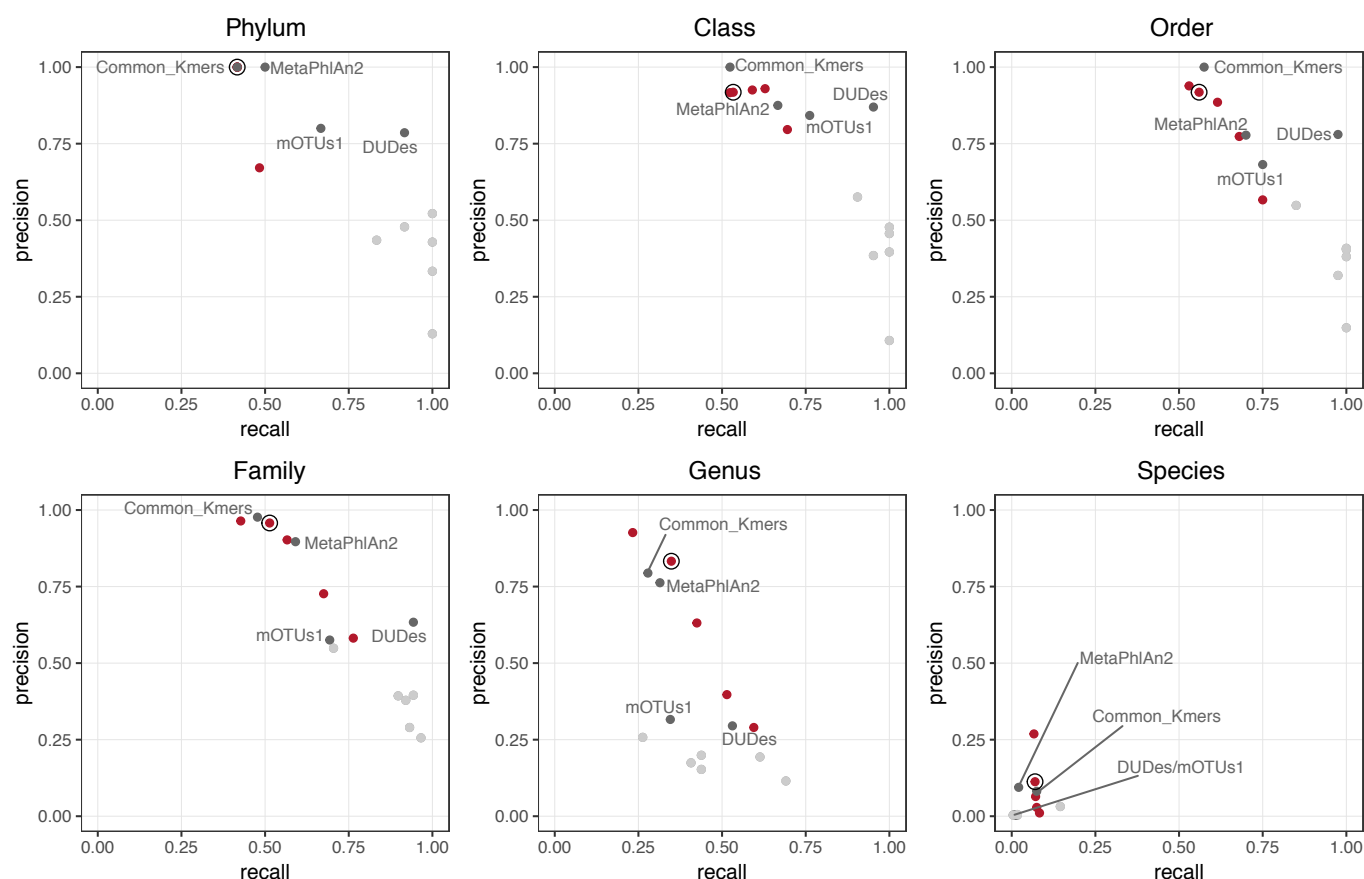 Phylum
Class
Order
precision
1.00
0.75
0.50
0.25
0.00
Common_Kmers
MetaPhlAn2
mOTUs1
DUDes
0.00 0.25 0.50 0.75 1.00
recall
precision
1.00
0.75
0.50
0.25
0.00
Common_Kmers
MetaPhlAn2
DUDes
mOTUs1
0.00 0.25 0.50 0.75 1.00
recall
precision
1.00
0.75
0.50
0.25
0.00
Common_Kmers
MetaPhlAn2
DUDes
mOTUs1
0.00 0.25 0.50 0.75 1.00
recall
Family
Genus
Species
precision
1.00
0.75
0.50
0.25
0.00
Common_Kmers
MetaPhlAn2
mOTUs1
DUDes
0.00 0.25 0.50 0.75 1.00
recall
precision
1.00
0.75
0.50
0.25
0.00
Common_Kmers
MetaPhlAn2
mOTUs1
DUDes
0.00 0.25 0.50 0.75 1.00
recall
precision
1.00
0.75
0.50
0.25
0.00
MetaPhlAn2
Common_Kmers
DUDes/mOTUs1
0.00 0.25 0.50 0.75 1.00
recall